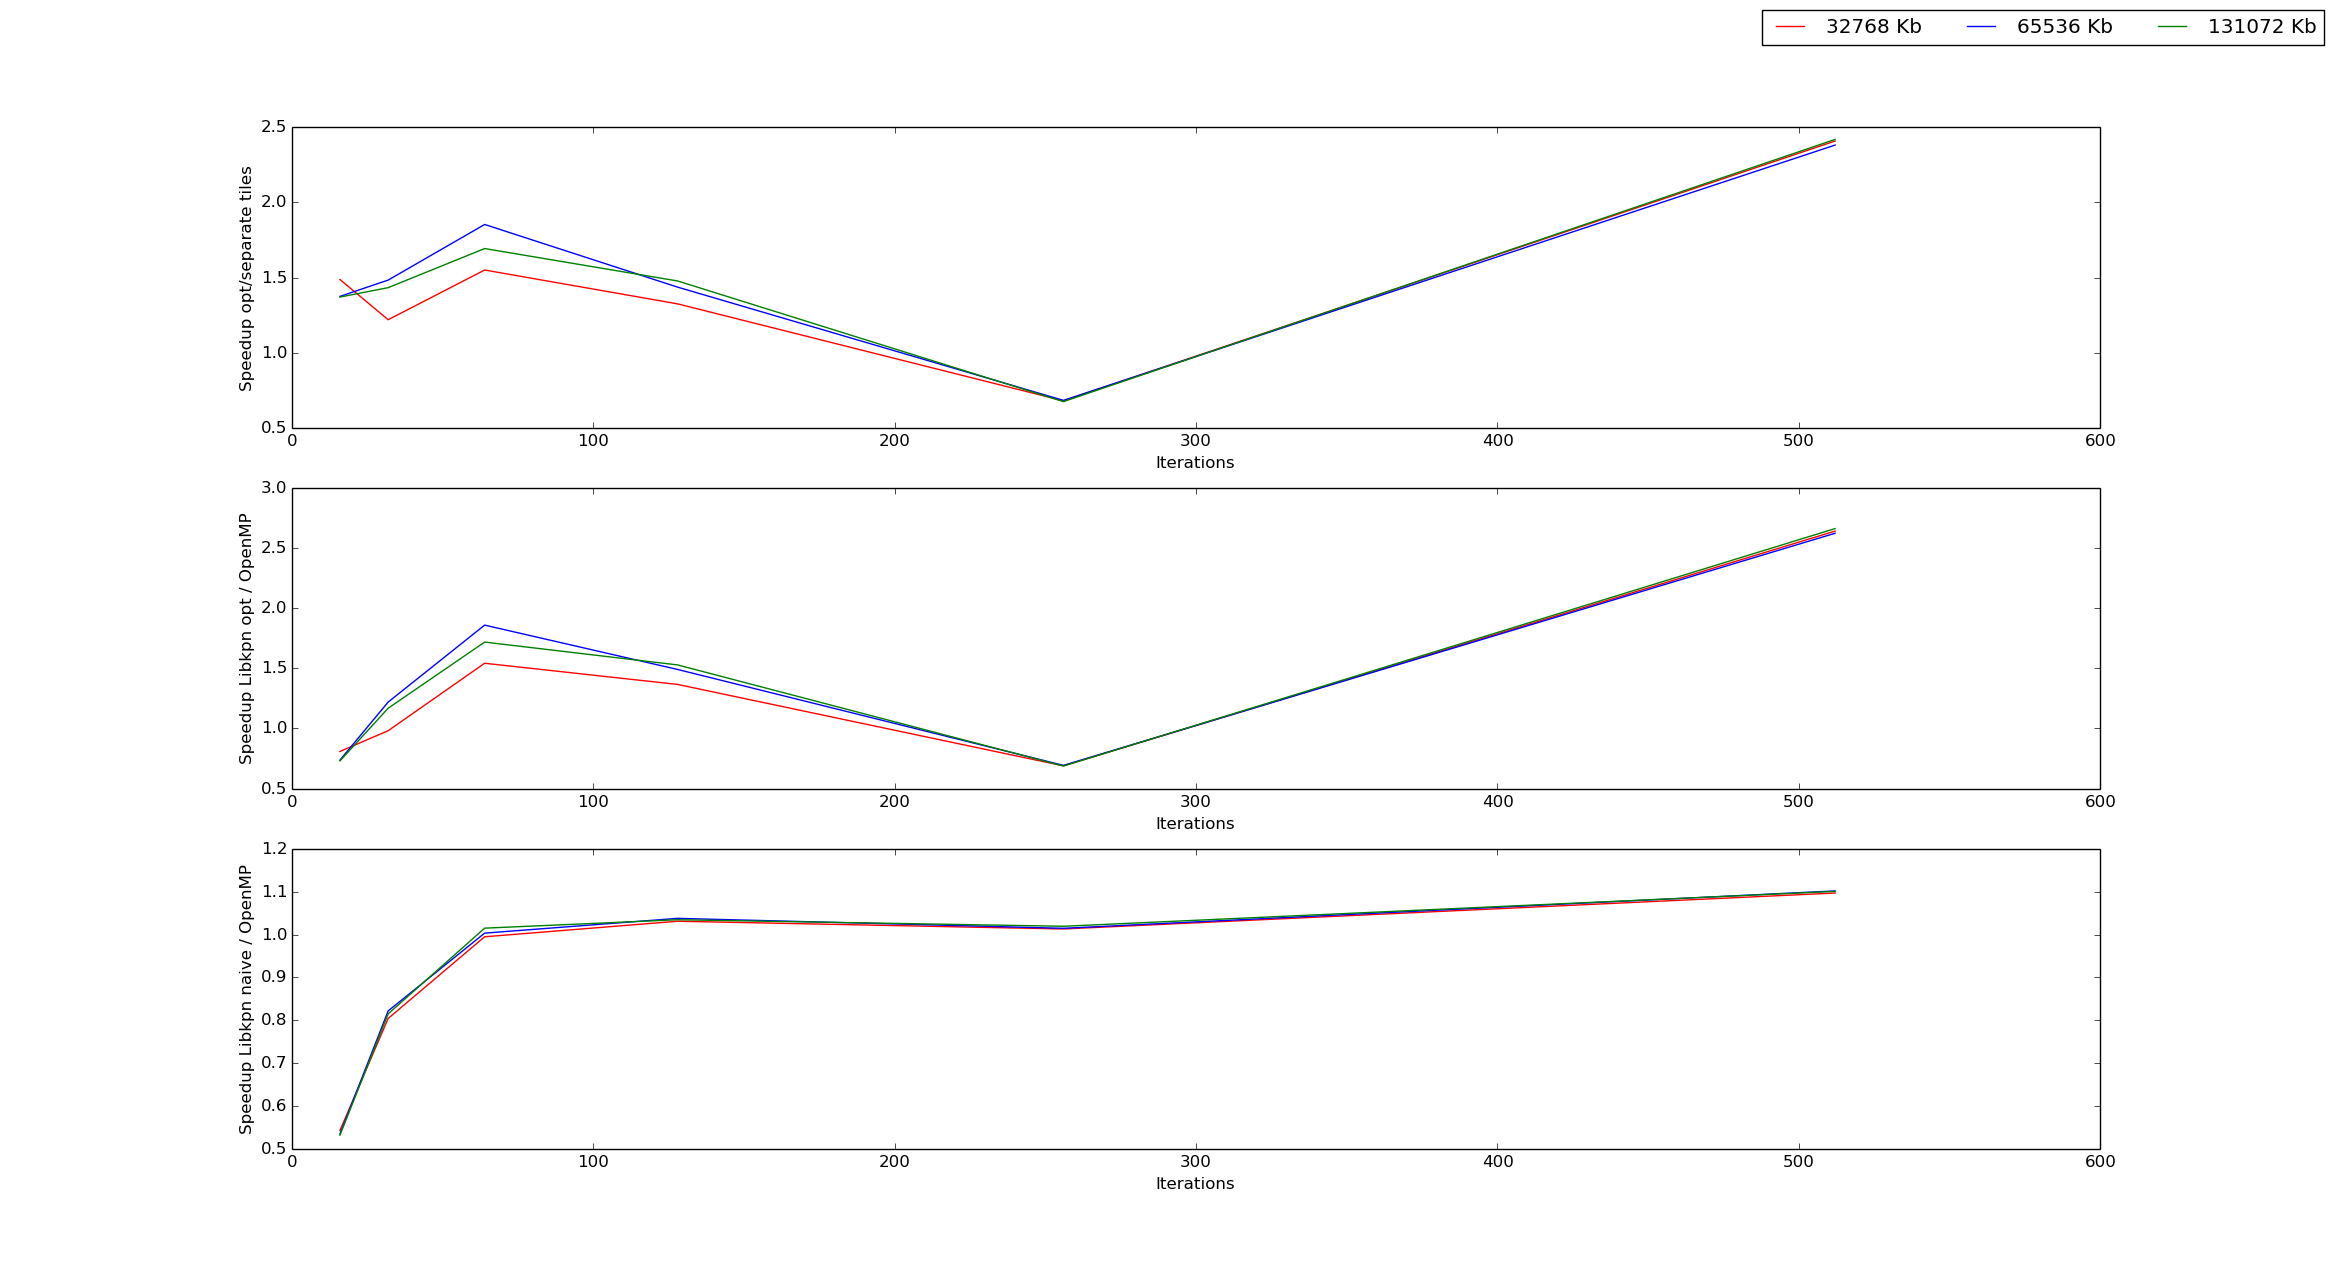 32768 Kb 65536 Kb 131072 Kb
2.5
2.0
1.5
1.0
0.5
Speedup opt/separate tiles
0 100 200 300 400 500 600
Iterations
3.0
2.5
2.0
1.5
1.0
0.5
Speedup Libkpn opt / OpenMP
0 100 200 300 400 500 600
Iterations
1.2
1.1
1.0
0.9
0.8
0.7
0.6
0.5
Speedup Libkpn naive / OpenMP
0 100 200 300 400 500 600
Iterations